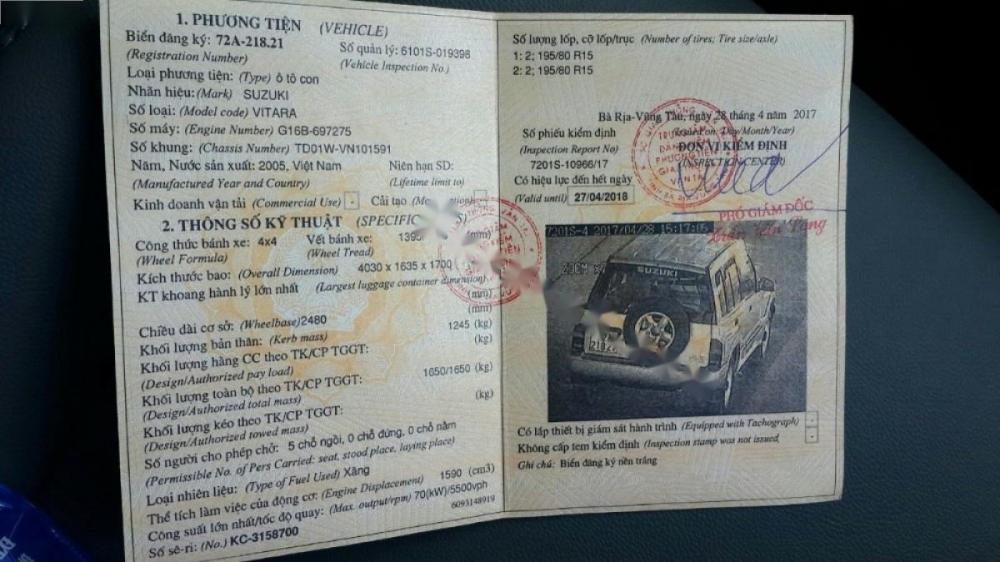 1. PHƯƠNG TIỆN (VEHICLE)
Biển đăng ký: 72A-218.21 Số quản lý: 6101S-019398
(Registration Number) (Vehicle Inspection No.)
Loại phương tiện: (Type) ô tô con
Nhãn hiệu: (Mark) SUZUKI
Số loại: (Model code) VITARA
Số máy: (Engine Number) G16B-697275
Số khung: (Chassis Number) TD01W-VN101591
Năm, Nước sản xuất: 2005, Việt Nam Niên hạn SD:
(Manufactured Year and Country) (Lifetime limit to)
Kinh doanh vận tải (Commercial Use) - Cải tạo
2. THÔNG SỐ KỸ THUẬT
Công thức bánh xe: 4x4 Vết bánh xe: (mm)
(Wheel Formula) (Wheel Tread)
Kích thước bao: (Overall Dimension) 4030 x 1635 x 1700
KT khoang hành lý lớn nhất (Largest luggage container dimension)
(mm)
(mm)
Chiều dài cơ sở: (Wheelbase) 2480
Khối lượng bản thân: (Kerb mass) 1245 (kg)
Khối lượng hàng CC theo TK/CP TGGT: (kg)
(Design/Authorized pay load)
Khối lượng toàn bộ theo TK/CP TGGT: 1650/1650 (kg)
(Design/Authorized total mass)
Khối lượng kéo theo TK/CP TGGT: (kg)
(Design/Authorized towed mass)
Số người cho phép chở: 5 chỗ ngồi, 0 chỗ đứng, 0 chỗ nằm
(Permissible No. of Pers Carried: seat, stood place, laying place)
Loại nhiên liệu: (Type of Fuel Used) Xăng
Thể tích làm việc của động cơ: (Engine Displacement) 1590 (cm3)
Công suất lớn nhất/tốc độ quay: (Max. output/rpm) 70(kW)/5500vph
Số sê-ri: (No.) KC-3158700 6093148919
Số lượng lốp, cỡ lốp/trục (Number of tires; Tire size/axle)
1: 2; 195/80 R15
2: 2; 195/80 R15
Bà Rịa-Vũng Tàu, ngày 28 tháng 4 năm 2017
Số phiếu kiểm định (Issued on: Day/Month/Year)
(Inspection Report No) ĐƠN VỊ KIỂM ĐỊNH
7201S-10966/17 (INSPECTION CENTER)
Có hiệu lực đến hết ngày
(Valid until) 27/04/2018
PHÓ GIÁM ĐỐC
7201S-4 2017/04/28 15:17:05
SUZUKI
Có lắp thiết bị giám sát hành trình (Equipped with Tachograph) -
Không cấp tem kiểm định (Inspection stamp was not issued -
Ghi chú: Biển đăng ký nền trắng